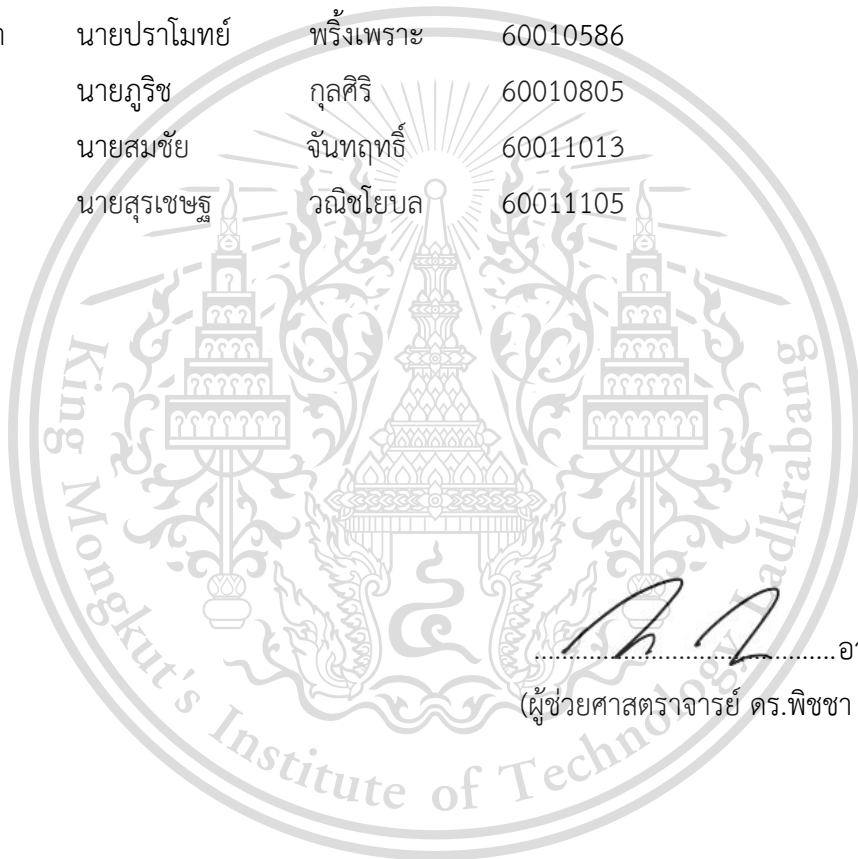 นายปราโมทย์ พริ้งเพราะ 60010586
นายภูริช กุลศิริ 60010805
นายสมชัย จันทฤทธิ์ 60011013
นายสุรเชษฐ วณิชโยบล 60011105
King Mongkut's Institute of Technology Ladkrabang
(ผู้ช่วยศาสตราจารย์ ดร.พิชชา